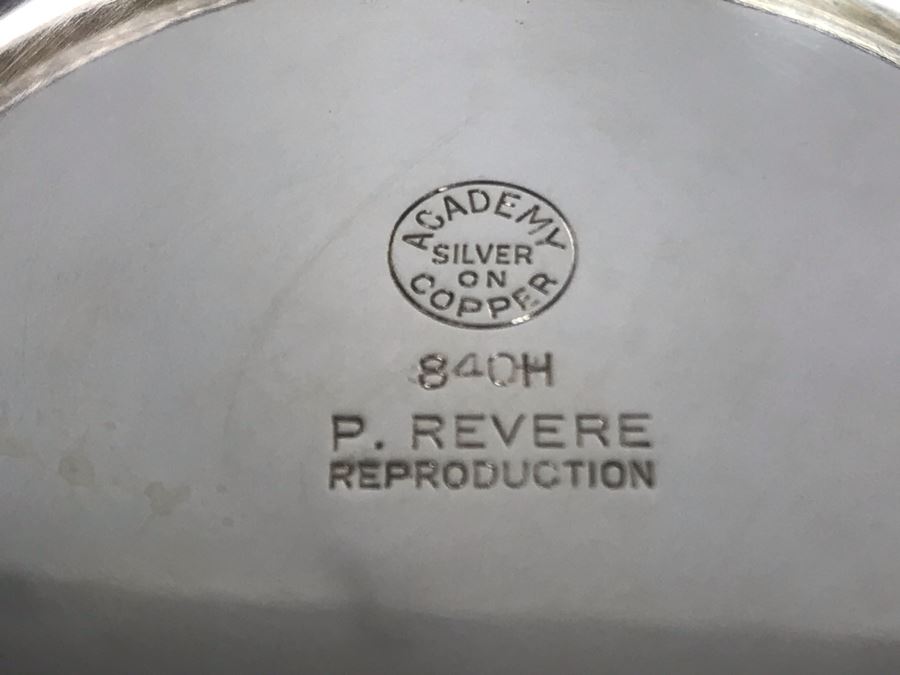 ACADEMY
SILVER
ON
COPPER
840H
P. REVERE
REPRODUCTION